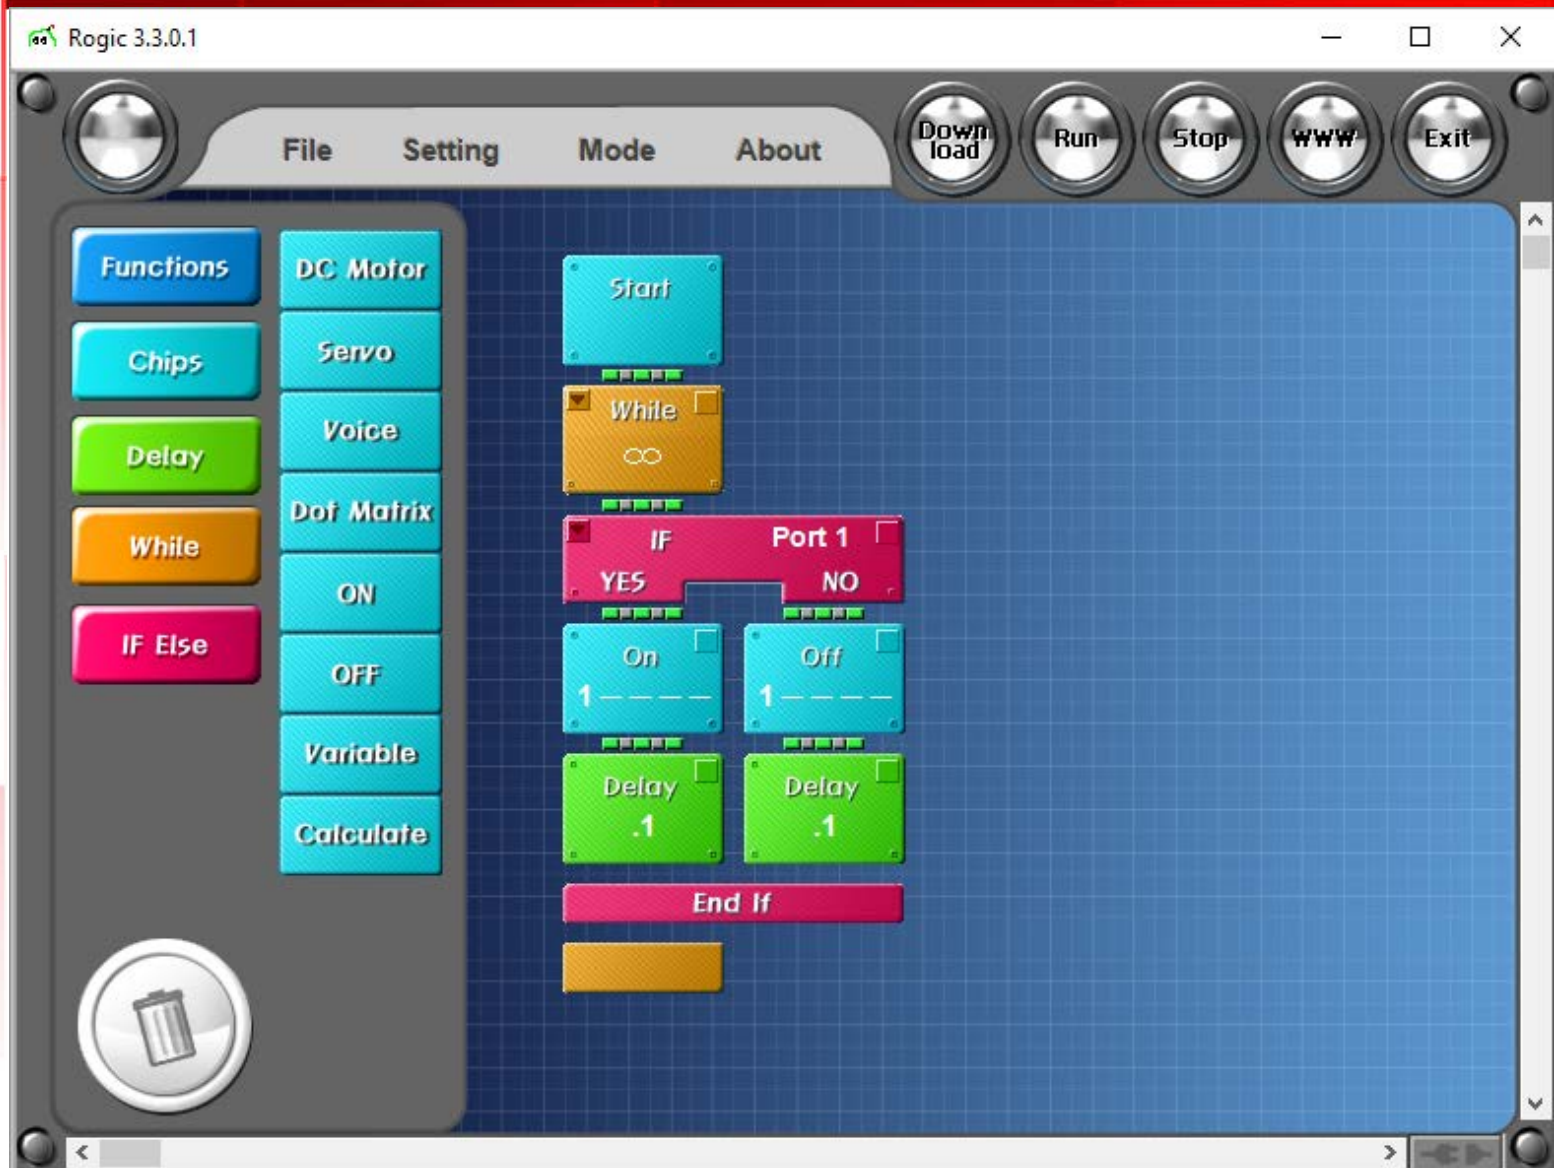 Rogic 3.3.0.1
File Setting Mode About
Down load
Run
Stop
WWW
Exit
Functions
Chips
Delay
While
IF Else
DC Motor
Servo
Voice
Dot Matrix
ON
OFF
Variable
Calculate
Start
While
∞
IF Port 1
YES NO
On
1 _ _ _ _
Off
1 _ _ _ _
Delay
.1
Delay
.1
End If